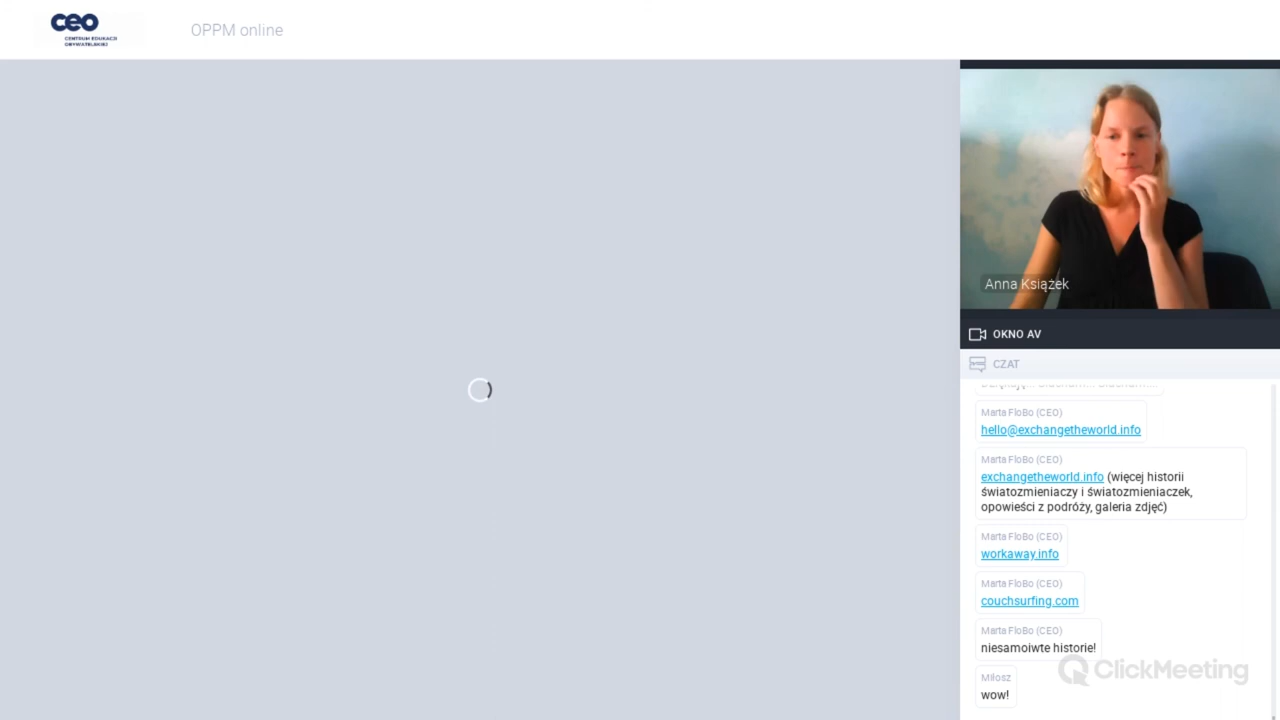 ceo
CENTRUM EDUKACJI
OBYWATELSKIEJ
OPPM online
Anna Książek
OKNO AV
CZAT
Marta FloBo (CEO)
hello@exchangetheworld.info
Marta FloBo (CEO)
exchangetheworld.info (więcej historii
światozmieniaczy i światozmieniaczek,
opowieści z podróży, galeria zdjęć)
Marta FloBo (CEO)
workaway.info
Marta FloBo (CEO)
couchsurfing.com
Marta FloBo (CEO)
niesamoiwte historie!
ClickMeeting
Miłosz
wow!